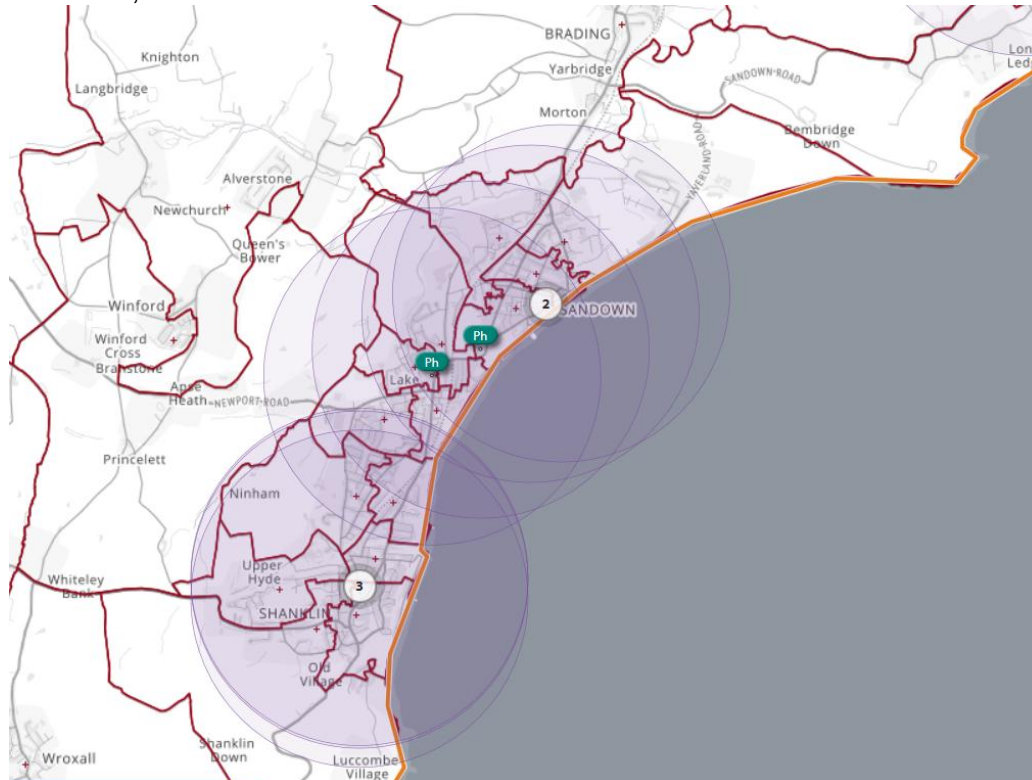 BRADING
Knighton
Yarbridge
Langbridge
SANDOWN-ROAD
Morton
Bembridge
Down
YAVERLAND-ROAD
Alverstone
Newchurch
Queen's
Bower
Winford
2
SANDOWN
Ph
Winford
Cross
Branstone
Ph
Lake
Apse
Heath
NEWPORT-ROAD
Princelett
Ninham
Upper
Hyde
Whiteley
Bank
3
SHANKLIN
Old
Village
Shanklin
Down
Wroxall
Luccombe
Village